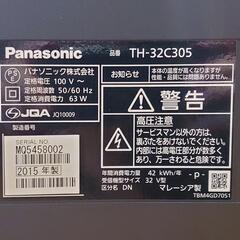 Panasonic
品番 TH-32C305
パナソニック株式会社
定格電圧 100 V ～
定格周波数 50/60 Hz
定格消費電力 63 W
PS
E
JQA JQ10009
SERIAL NO.
MQ5458002
2015 年製
お知らせ
本体の温度が高くなりますが
性能・品質には問題ありません
警告
高圧注意
サービスマン以外の方は
裏ぶたをあけないでください
内部には高電圧部分が数多く
あり、万一さわると危険です
年間消費電力量 42 kWh/年
受信機型サイズ 32 V型
区分名 DN
-p-
マレーシア製
TBM4GD7051